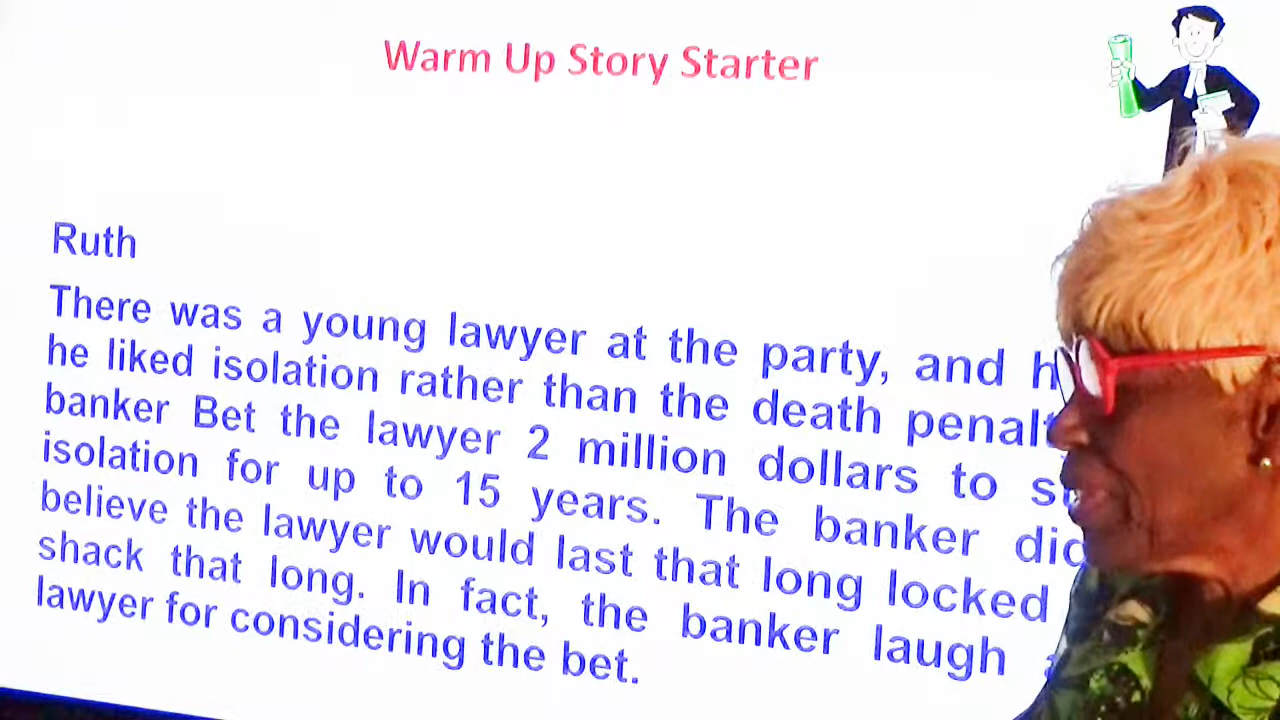 Warm Up Story Starter
Ruth
There was a young lawyer at the party, and
he liked isolation rather than the death
banker Bet the lawyer 2 million dollars to
isolation for up to 15 years. The banker
believe the lawyer would last that long locked
shack that long. In fact, the banker laugh
lawyer for considering the bet.